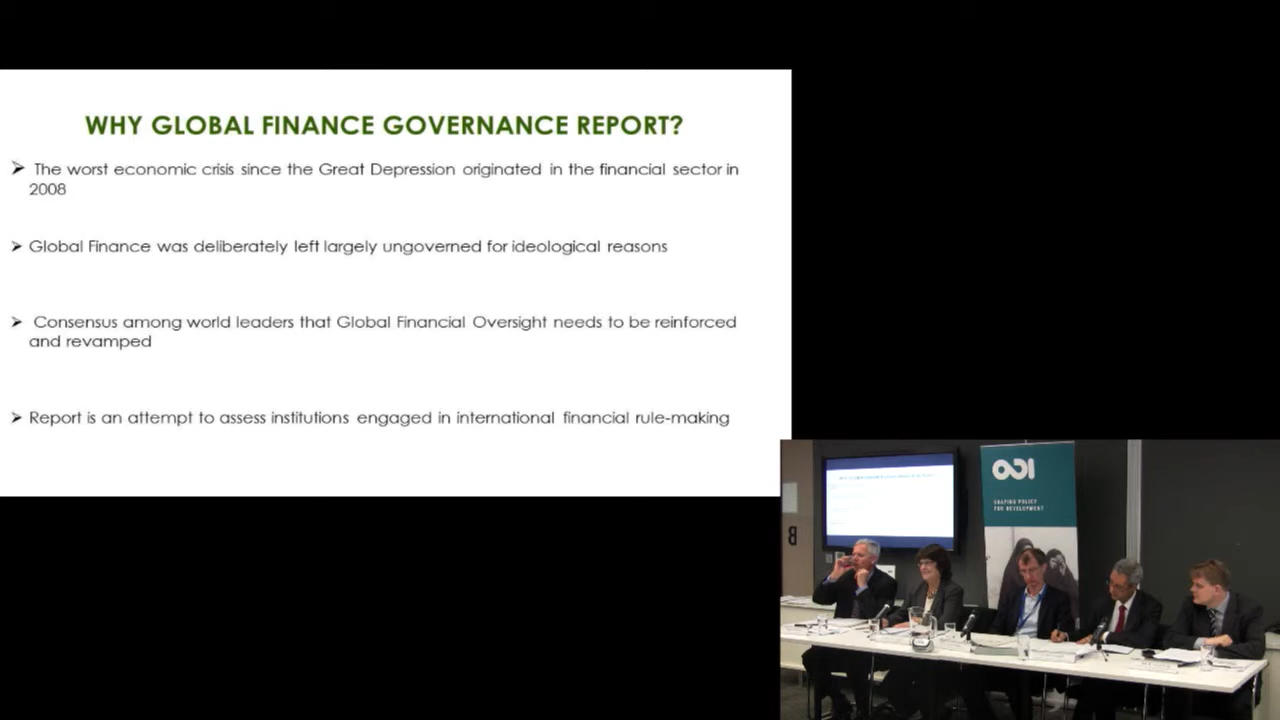 WHY GLOBAL FINANCE GOVERNANCE REPORT?
➢ The worst economic crisis since the Great Depression originated in the financial sector in
2008
➢ Global Finance was deliberately left largely ungoverned for ideological reasons
➢ Consensus among world leaders that Global Financial Oversight needs to be reinforced
and revamped
➢ Report is an attempt to assess institutions engaged in international financial rule-making
ODI
SHAPING POLICY
FOR DEVELOPMENT
B